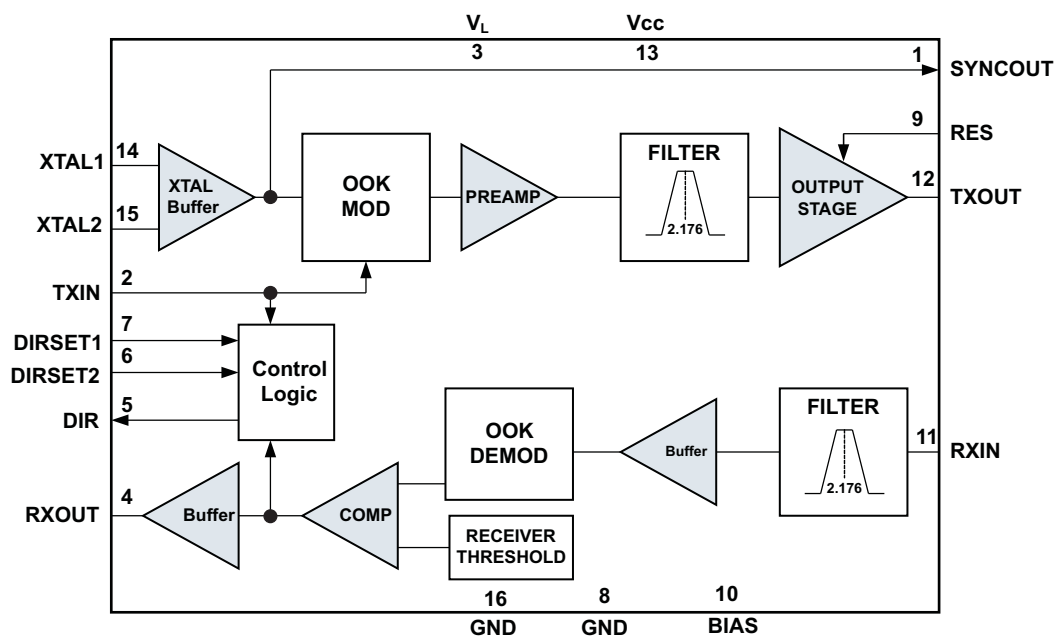 VL
Vcc
3
13
1
SYNCOUT
9
RES
XTAL1
14
XTAL
Buffer
OOK
MOD
PREAMP
FILTER
2.176
OUTPUT
STAGE
12
TXOUT
XTAL2
15
TXIN
2
DIRSET1
7
DIRSET2
6
DIR
5
Control
Logic
OOK
DEMOD
Buffer
FILTER
2.176
11
RXIN
RXOUT
4
Buffer
COMP
RECEIVER
THRESHOLD
16
GND
8
GND
10
BIAS